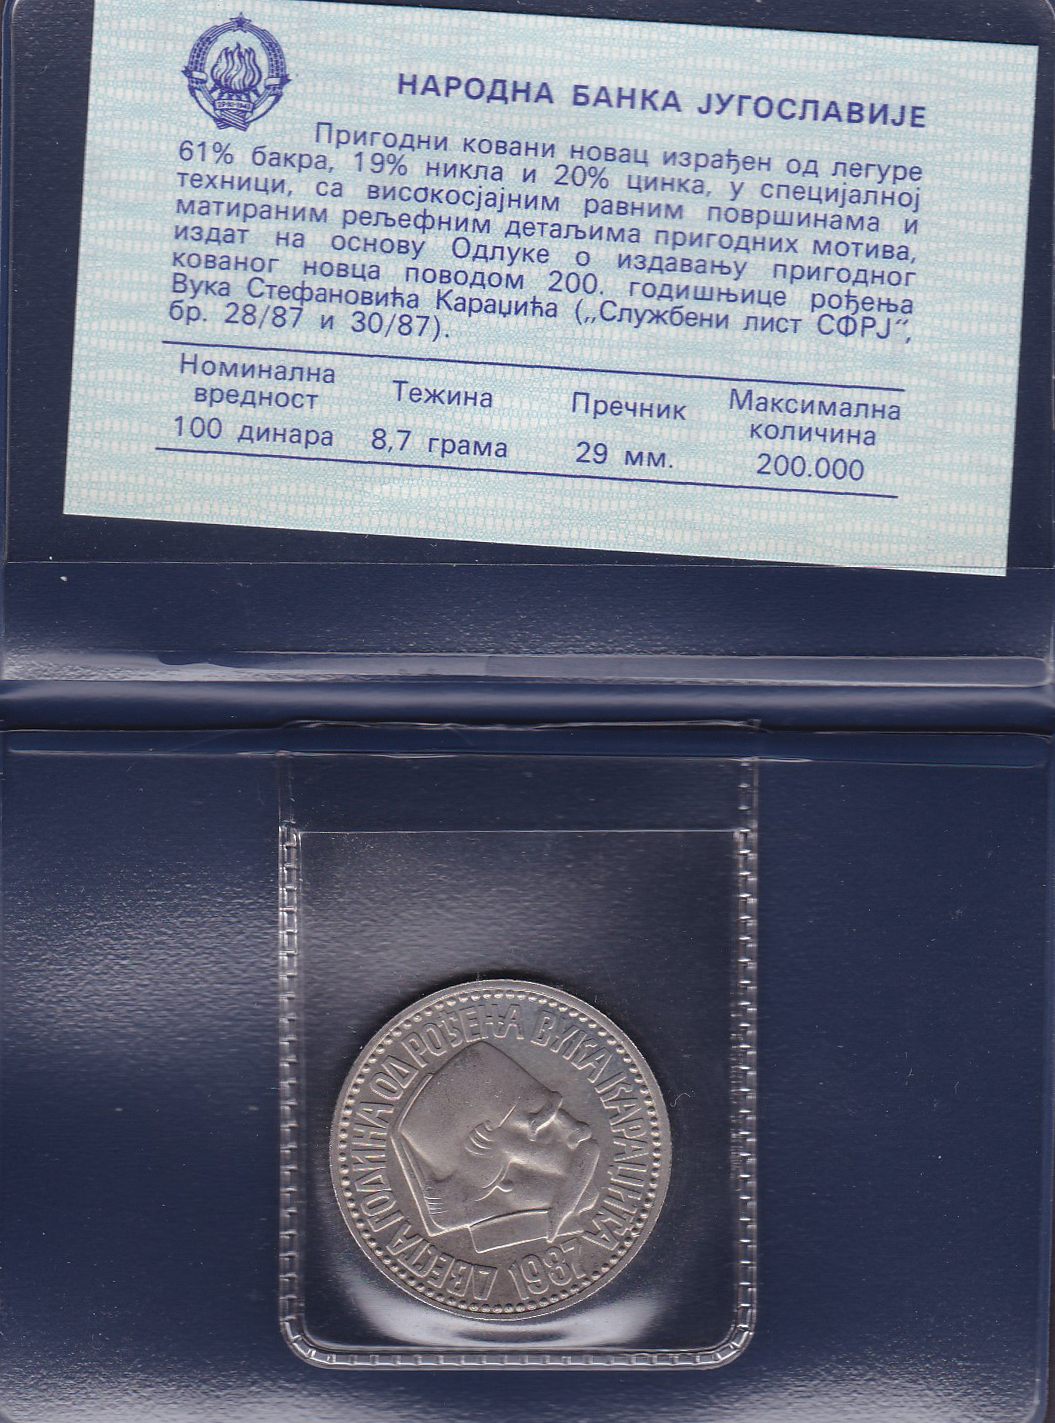 29·XI·1943
НАРОДНА БАНКА ЈУГОСЛАВИЈЕ
Пригодни ковани новац израђен од легуре
61% бакра, 19% никла и 20% цинка, у специјалној
техници, са високосјајним равним површинама и
матираним рељефним детаљима пригодних мотива,
издат на основу Одлуке о издавању пригодног
кованог новца поводом 200. годишњице рођења
Вука Стефановића Караџића („Службени лист СФРЈ”,
бр. 28/87 и 30/87).
Номинална
вредност
Тежина
Пречник
Максимална
количина
100 динара 8,7 грама 29 мм. 200.000
ДВЕСТА ГОДИНА ОД РОЂЕЊА ВУКА КАРАЏИЋА
1987